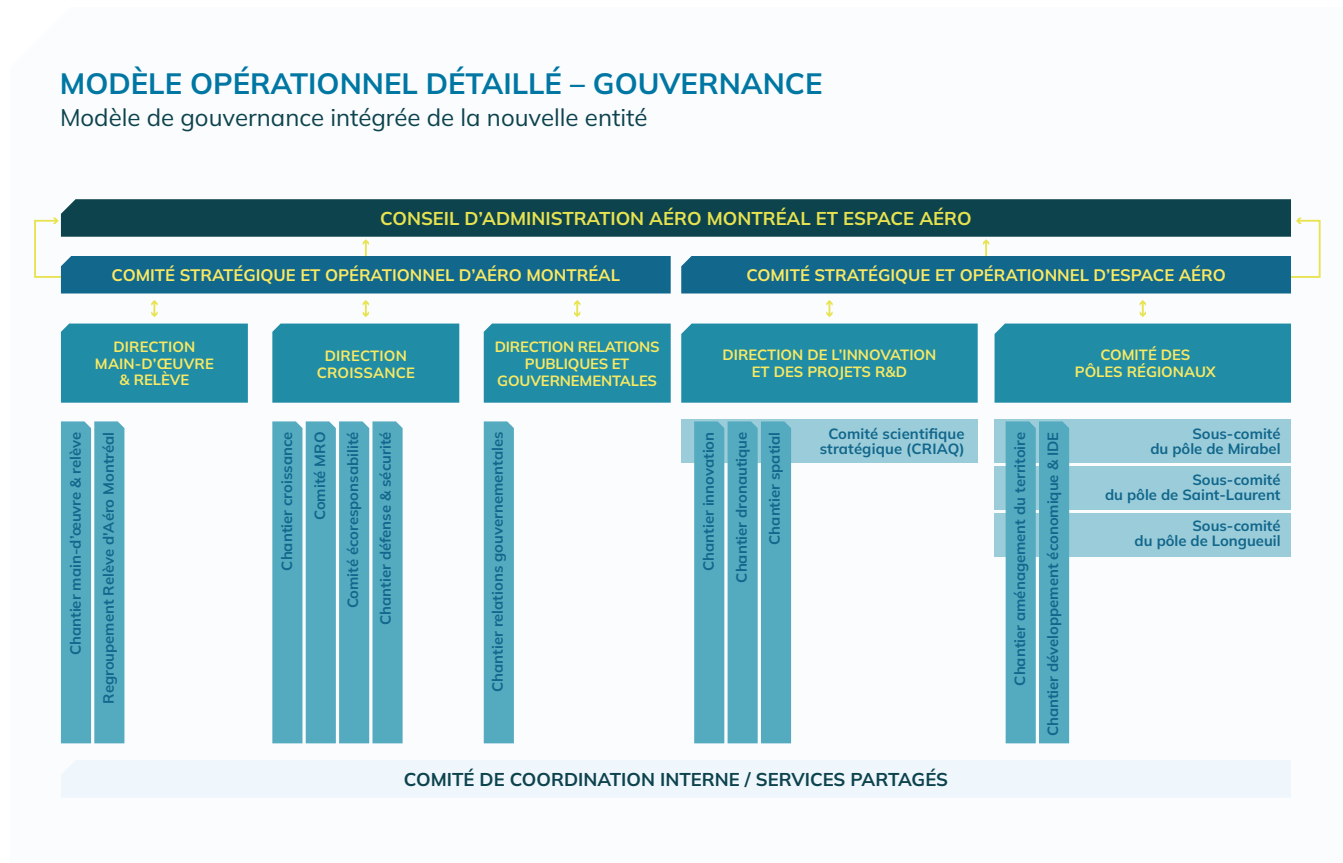 MODÈLE OPÉRATIONNEL DÉTAILLÉ – GOUVERNANCE
Modèle de gouvernance intégrée de la nouvelle entité
CONSEIL D'ADMINISTRATION AÉRO MONTRÉAL ET ESPACE AÉRO
COMITÉ STRATÉGIQUE ET OPÉRATIONNEL D'AÉRO MONTRÉAL
COMITÉ STRATÉGIQUE ET OPÉRATIONNEL D'ESPACE AÉRO
DIRECTION
MAIN-D'ŒUVRE
& RELÈVE
DIRECTION
CROISSANCE
DIRECTION RELATIONS
PUBLIQUES ET
GOUVERNEMENTALES
DIRECTION DE L'INNOVATION
ET DES PROJETS R&D
COMITÉ DES
PÔLES RÉGIONAUX
Chantier main-d'œuvre & relève
Regroupement Relève d'Aéro Montréal
Chantier croissance
Comité MRO
Comité écoresponsabilité
Chantier défense & sécurité
Chantier relations gouvernementales
Chantier innovation
Chantier dronautique
Chantier spatial
Comité scientifique
stratégique (CRIAQ)
Chantier aménagement du territoire
Chantier développement économique & IDE
Sous-comité
du pôle de Mirabel
Sous-comité
du pôle de Saint-Laurent
Sous-comité
du pôle de Longueuil
COMITÉ DE COORDINATION INTERNE / SERVICES PARTAGÉS